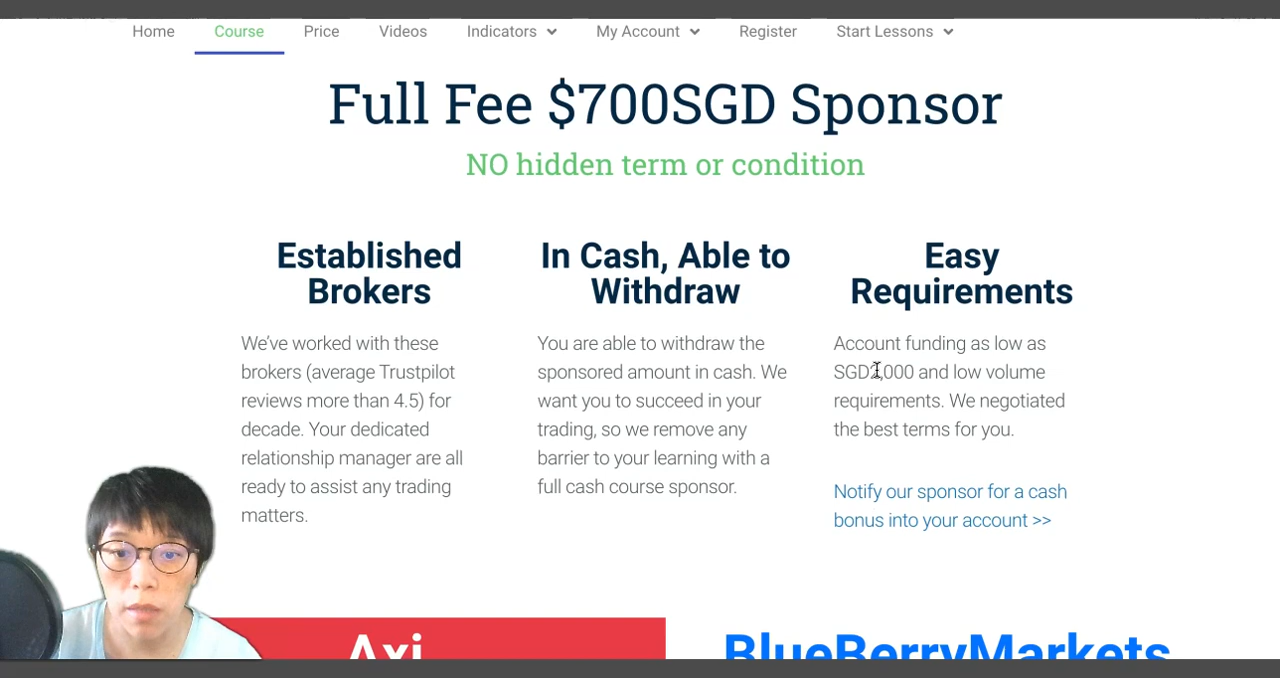 Home Course Price Videos Indicators My Account Register Start Lessons
Full Fee $700SGD Sponsor
NO hidden term or condition
Established
Brokers
We've worked with these
brokers (average Trustpilot
reviews more than 4.5) for
decade. Your dedicated
relationship manager are all
ready to assist any trading
matters.
In Cash, Able to
Withdraw
You are able to withdraw the
sponsored amount in cash. We
want you to succeed in your
trading, so we remove any
barrier to your learning with a
full cash course sponsor.
Easy
Requirements
Account funding as low as
SGD2,000 and low volume
requirements. We negotiated
the best terms for you.
Notify our sponsor for a cash
bonus into your account >>
Axi
BlueBerryMarkets